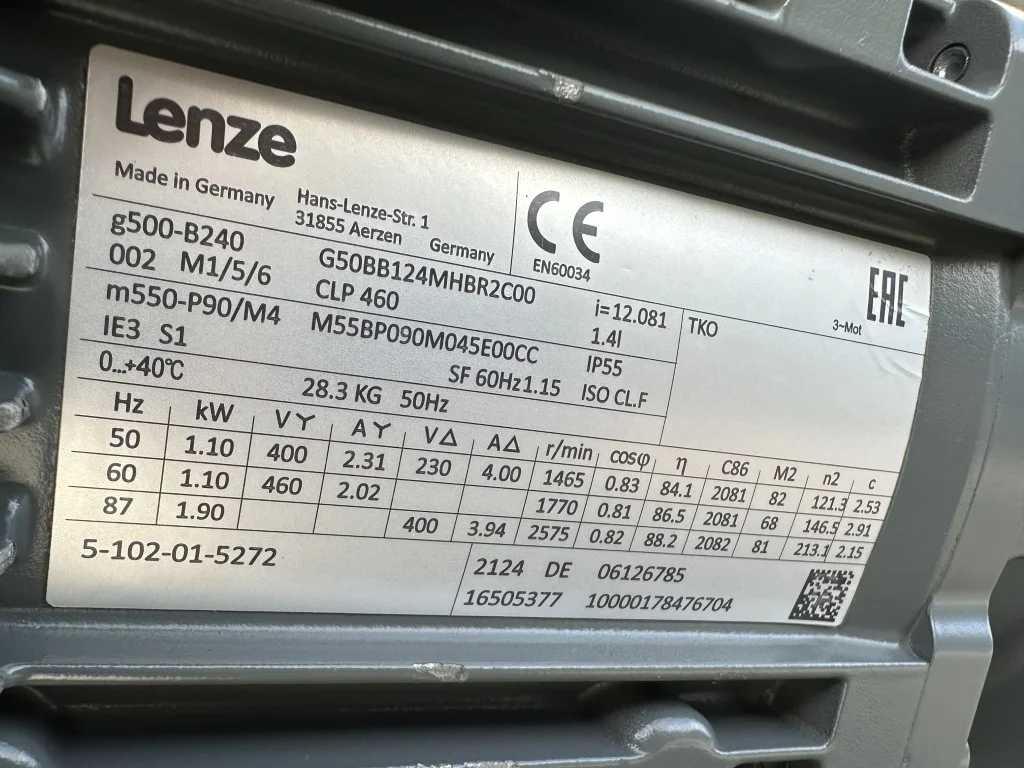 Lenze
Made in Germany Hans-Lenze-Str. 1
31855 Aerzen Germany
CE
EN60034
EAC
3~Mot
g500-B240 G50BB124MHBR2C00 i=12.081
002 M1/5/6 CLP 460 1.4l
TKO
m550-P90/M4 M55BP090M045E00CC IP55
IE3 S1 SF 60Hz1.15 ISO CL.F
0...+40℃ 28.3 KG 50Hz
Hz kW VY AY V△ A△ r/min cosφ η C86 M2 n2 c
50 1.10 400 2.31 230 4.00 1465 0.83 84.1 2081 82 121.3 2.53
60 1.10 460 2.02 1770 0.81 86.5 2081 68 146.5 2.91
87 1.90 400 3.94 2575 0.82 88.2 2082 81 213.1 2.15
5-102-01-5272
2124 DE 06126785
16505377 10000178476704